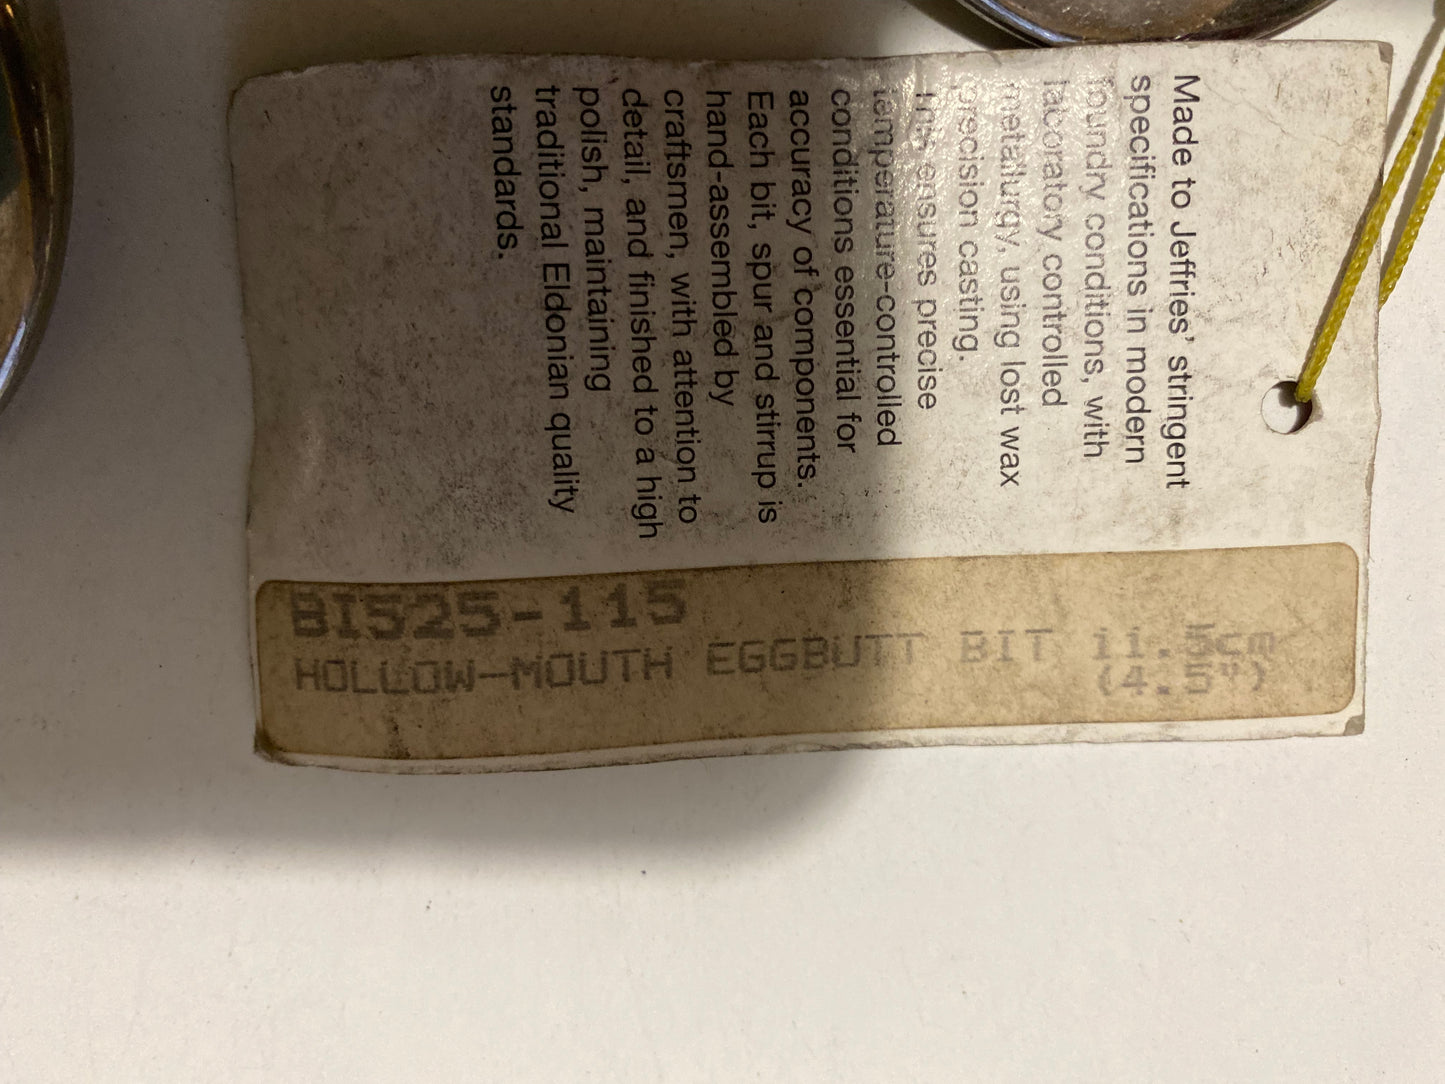 Made to Jeffries' stringent
specifications in modern
foundry conditions, with
laboratory controlled
metallurgy, using lost wax
precision casting.
This ensures precise
temperature-controlled
conditions essential for
accuracy of components.
Each bit, spur and stirrup is
hand-assembled by
craftsmen, with attention to
detail, and finished to a high
polish, maintaining
traditional Eldonian quality
standards.
BI525-115
HOLLOW-MOUTH EGGBUTT BIT 11.5cm
(4.5")